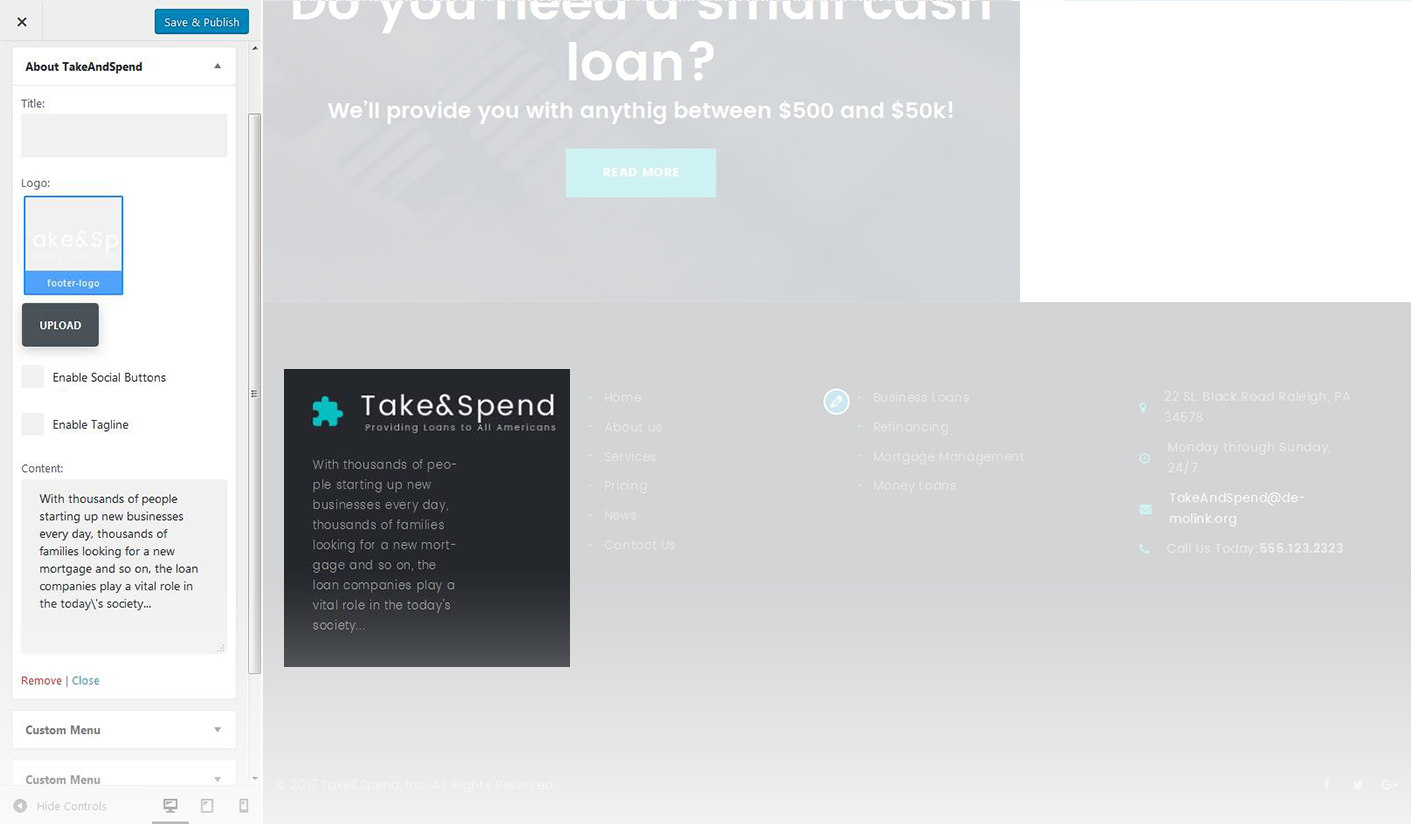 Save & Publish
About TakeAndSpend
Title:
Logo:
Take&Sp
footer-logo
UPLOAD
Enable Social Buttons
Enable Tagline
Content:
With thousands of people
starting up new businesses
every day, thousands of
families looking for a new
mortgage and so on, the loan
companies play a vital role in
the today\'s society...
Remove | Close
Custom Menu
Custom Menu
Hide Controls
Do you need a small cash
loan?
We'll provide you with anythig between $500 and $50k!
READ MORE
Take&Spend
Providing Loans to All Americans
With thousands of peo-
ple starting up new
businesses every day,
thousands of families
looking for a new mort-
gage and so on, the
loan companies play a
vital role in the today's
society...
Home
About us
Services
Pricing
News
Contact Us
Business Loans
Refinancing
Mortgage Management
Money Loans
22 St. Black Road Raleigh, PA
34578
Monday through Sunday,
24/7
TakeAndSpend@de-
molink.org
Call Us Today:555.123.2323
© 2017 Take&Spend, Inc. All Rights Reserved